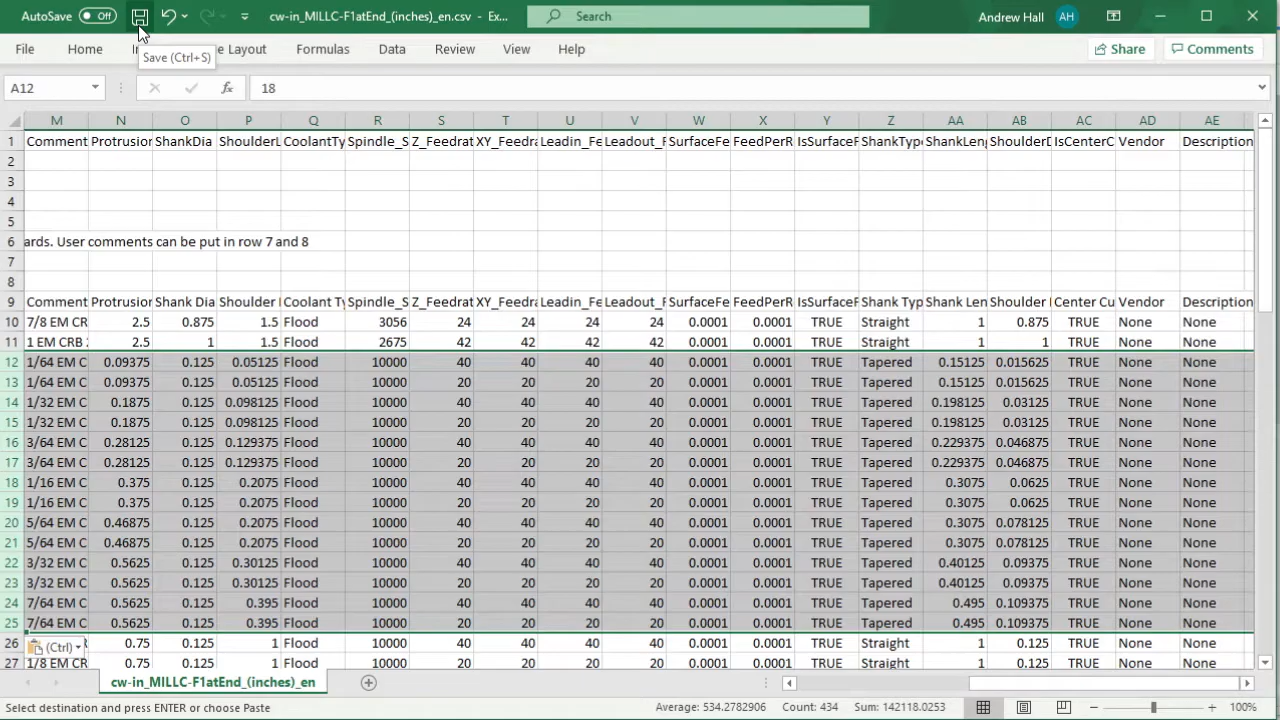 AutoSave Off cw-in_MILLC-F1atEnd_(inches)_en.csv - Ex... Search Andrew Hall AH
File Home In Save (Ctrl+S) e Layout Formulas Data Review View Help Share Comments
A12 fx 18
M N O P Q R S T U V W X Y Z AA AB AC AD AE
1 Comment Protrusion ShankDia ShoulderL CoolantTy Spindle_S Z_Feedrat XY_Feedra Leadin_Fe Leadout_F SurfaceFe FeedPerR IsSurfaceF ShankType ShankLeng ShoulderD IsCenterC Vendor Description
2
3
4
5
6 ards. User comments can be put in row 7 and 8
7
8
9 Comment Protrusion Shank Dia Shoulder Coolant Ty Spindle_S Z_Feedrat XY_Feedra Leadin_Fe Leadout_F SurfaceFe FeedPerR IsSurfaceF Shank Typ Shank Len Shoulder Center Cu Vendor Description
10 7/8 EM CR 2.5 0.875 1.5 Flood 3056 24 24 24 24 0.0001 0.0001 TRUE Straight 1 0.875 TRUE None None
11 1 EM CRB 2.5 1 1.5 Flood 2675 42 42 42 42 0.0001 0.0001 TRUE Straight 1 1 TRUE None None
12 1/64 EM C 0.09375 0.125 0.05125 Flood 10000 40 40 40 40 0.0001 0.0001 TRUE Tapered 0.15125 0.015625 TRUE None None
13 1/64 EM C 0.09375 0.125 0.05125 Flood 10000 20 20 20 20 0.0001 0.0001 TRUE Tapered 0.15125 0.015625 TRUE None None
14 1/32 EM C 0.1875 0.125 0.098125 Flood 10000 40 40 40 40 0.0001 0.0001 TRUE Tapered 0.198125 0.03125 TRUE None None
15 1/32 EM C 0.1875 0.125 0.098125 Flood 10000 20 20 20 20 0.0001 0.0001 TRUE Tapered 0.198125 0.03125 TRUE None None
16 3/64 EM C 0.28125 0.125 0.129375 Flood 10000 40 40 40 40 0.0001 0.0001 TRUE Tapered 0.229375 0.046875 TRUE None None
17 3/64 EM C 0.28125 0.125 0.129375 Flood 10000 20 20 20 20 0.0001 0.0001 TRUE Tapered 0.229375 0.046875 TRUE None None
18 1/16 EM C 0.375 0.125 0.2075 Flood 10000 40 40 40 40 0.0001 0.0001 TRUE Tapered 0.3075 0.0625 TRUE None None
19 1/16 EM C 0.375 0.125 0.2075 Flood 10000 20 20 20 20 0.0001 0.0001 TRUE Tapered 0.3075 0.0625 TRUE None None
20 5/64 EM C 0.46875 0.125 0.2075 Flood 10000 40 40 40 40 0.0001 0.0001 TRUE Tapered 0.3075 0.078125 TRUE None None
21 5/64 EM C 0.46875 0.125 0.2075 Flood 10000 20 20 20 20 0.0001 0.0001 TRUE Tapered 0.3075 0.078125 TRUE None None
22 3/32 EM C 0.5625 0.125 0.30125 Flood 10000 40 40 40 40 0.0001 0.0001 TRUE Tapered 0.40125 0.09375 TRUE None None
23 3/32 EM C 0.5625 0.125 0.30125 Flood 10000 20 20 20 20 0.0001 0.0001 TRUE Tapered 0.40125 0.09375 TRUE None None
24 7/64 EM C 0.5625 0.125 0.395 Flood 10000 40 40 40 40 0.0001 0.0001 TRUE Tapered 0.495 0.109375 TRUE None None
25 7/64 EM C 0.5625 0.125 0.395 Flood 10000 20 20 20 20 0.0001 0.0001 TRUE Tapered 0.495 0.109375 TRUE None None
26 (Ctrl) R 0.75 0.125 1 Flood 10000 40 40 40 40 0.0001 0.0001 TRUE Straight 1 0.125 TRUE None None
27 1/8 EM CR 0.75 0.125 1 Flood 10000 20 20 20 20 0.0001 0.0001 TRUE Straight 1 0.125 TRUE None None
cw-in_MILLC-F1atEnd_(inches)_en
Select destination and press ENTER or choose Paste Average: 534.2782906 Count: 434 Sum: 142118.0253 100%